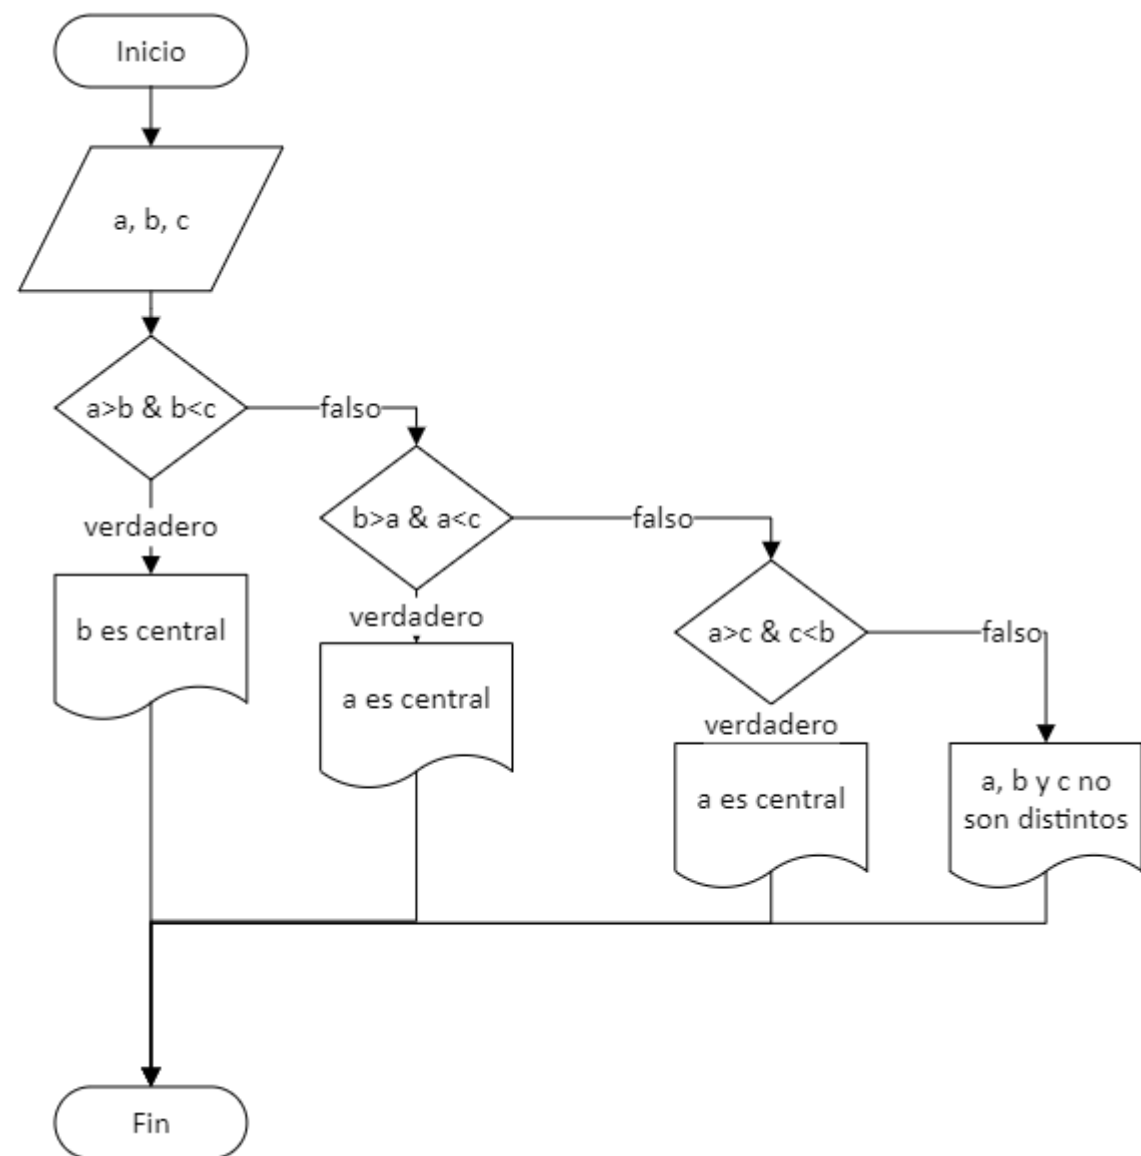 Inicio
a, b, c
a>b & b<c
falso
verdadero
b>a & a<c
falso
b es central
verdadero
a es central
a>c & c<b
falso
verdadero
a es central
a, b y c no
son distintos
Fin